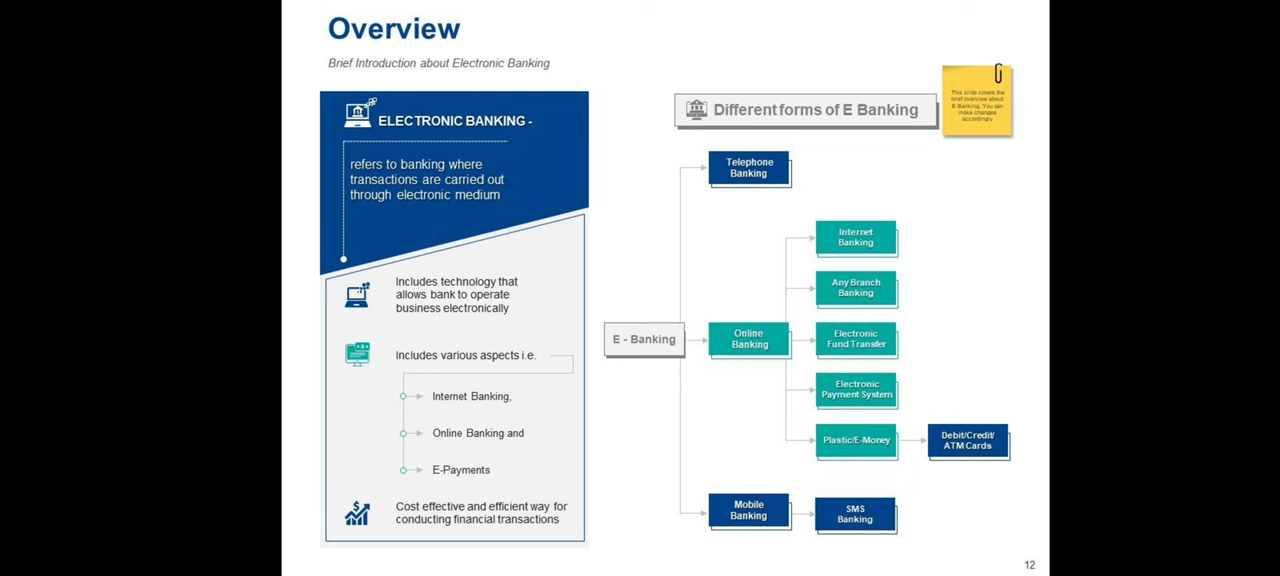 Overview
Brief Introduction about Electronic Banking
ELECTRONIC BANKING -
refers to banking where
transactions are carried out
through electronic medium
Includes technology that
allows bank to operate
business electronically
Includes various aspects i.e.
Internet Banking,
Online Banking and
E-Payments
Cost effective and efficient way for
conducting financial transactions
Different forms of E Banking
This slide covers the
brief overview about
E Banking, You can
make changes
accordingly
E - Banking
Telephone
Banking
Online
Banking
Internet
Banking
Any Branch
Banking
Electronic
Fund Transfer
Electronic
Payment System
Plastic/E-Money
Debit/Credit/
ATM Cards
Mobile
Banking
SMS
Banking
12